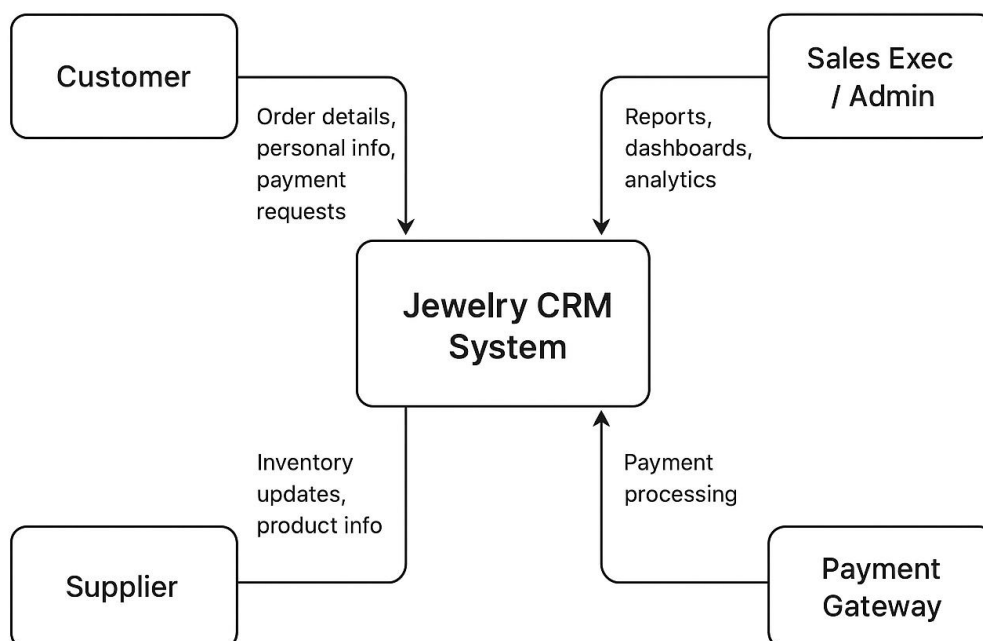 Customer
Sales Exec
/ Admin
Order details,
personal info,
payment
requests
Reports,
dashboards,
analytics
Jewelry CRM
System
Inventory
updates,
product info
Payment
processing
Supplier
Payment
Gateway